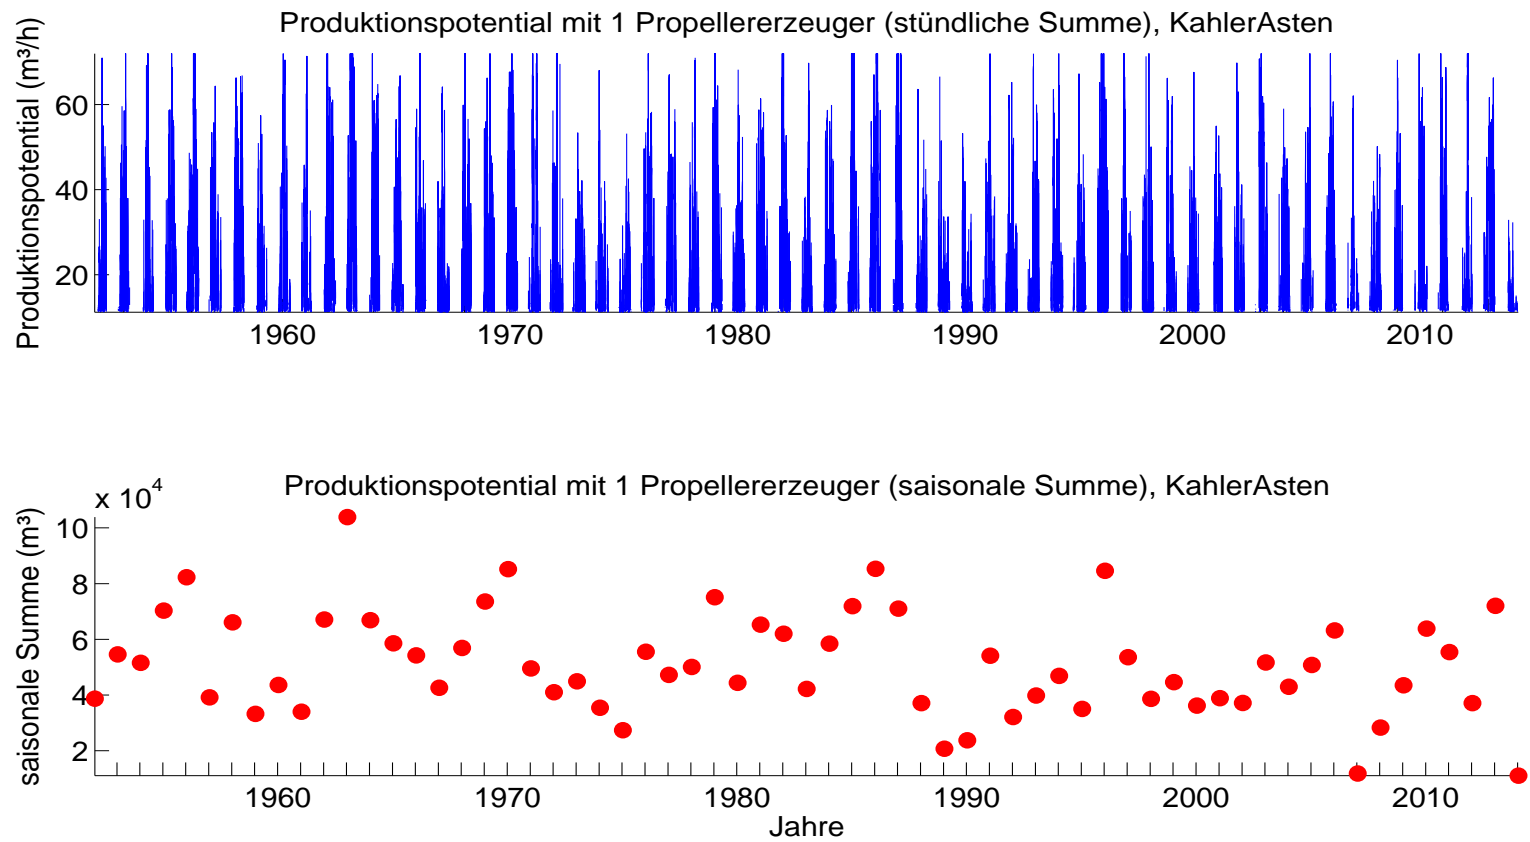 Produktionspotential mit 1 Propellererzeuger (stündliche Summe), KahlerAsten
Produktionspotential (m³/h)
60
40
20
1960 1970 1980 1990 2000 2010
Produktionspotential mit 1 Propellererzeuger (saisonale Summe), KahlerAsten
x 10⁴
saisonale Summe (m³)
10
8
6
4
2
1960 1970 1980 1990 2000 2010
Jahre